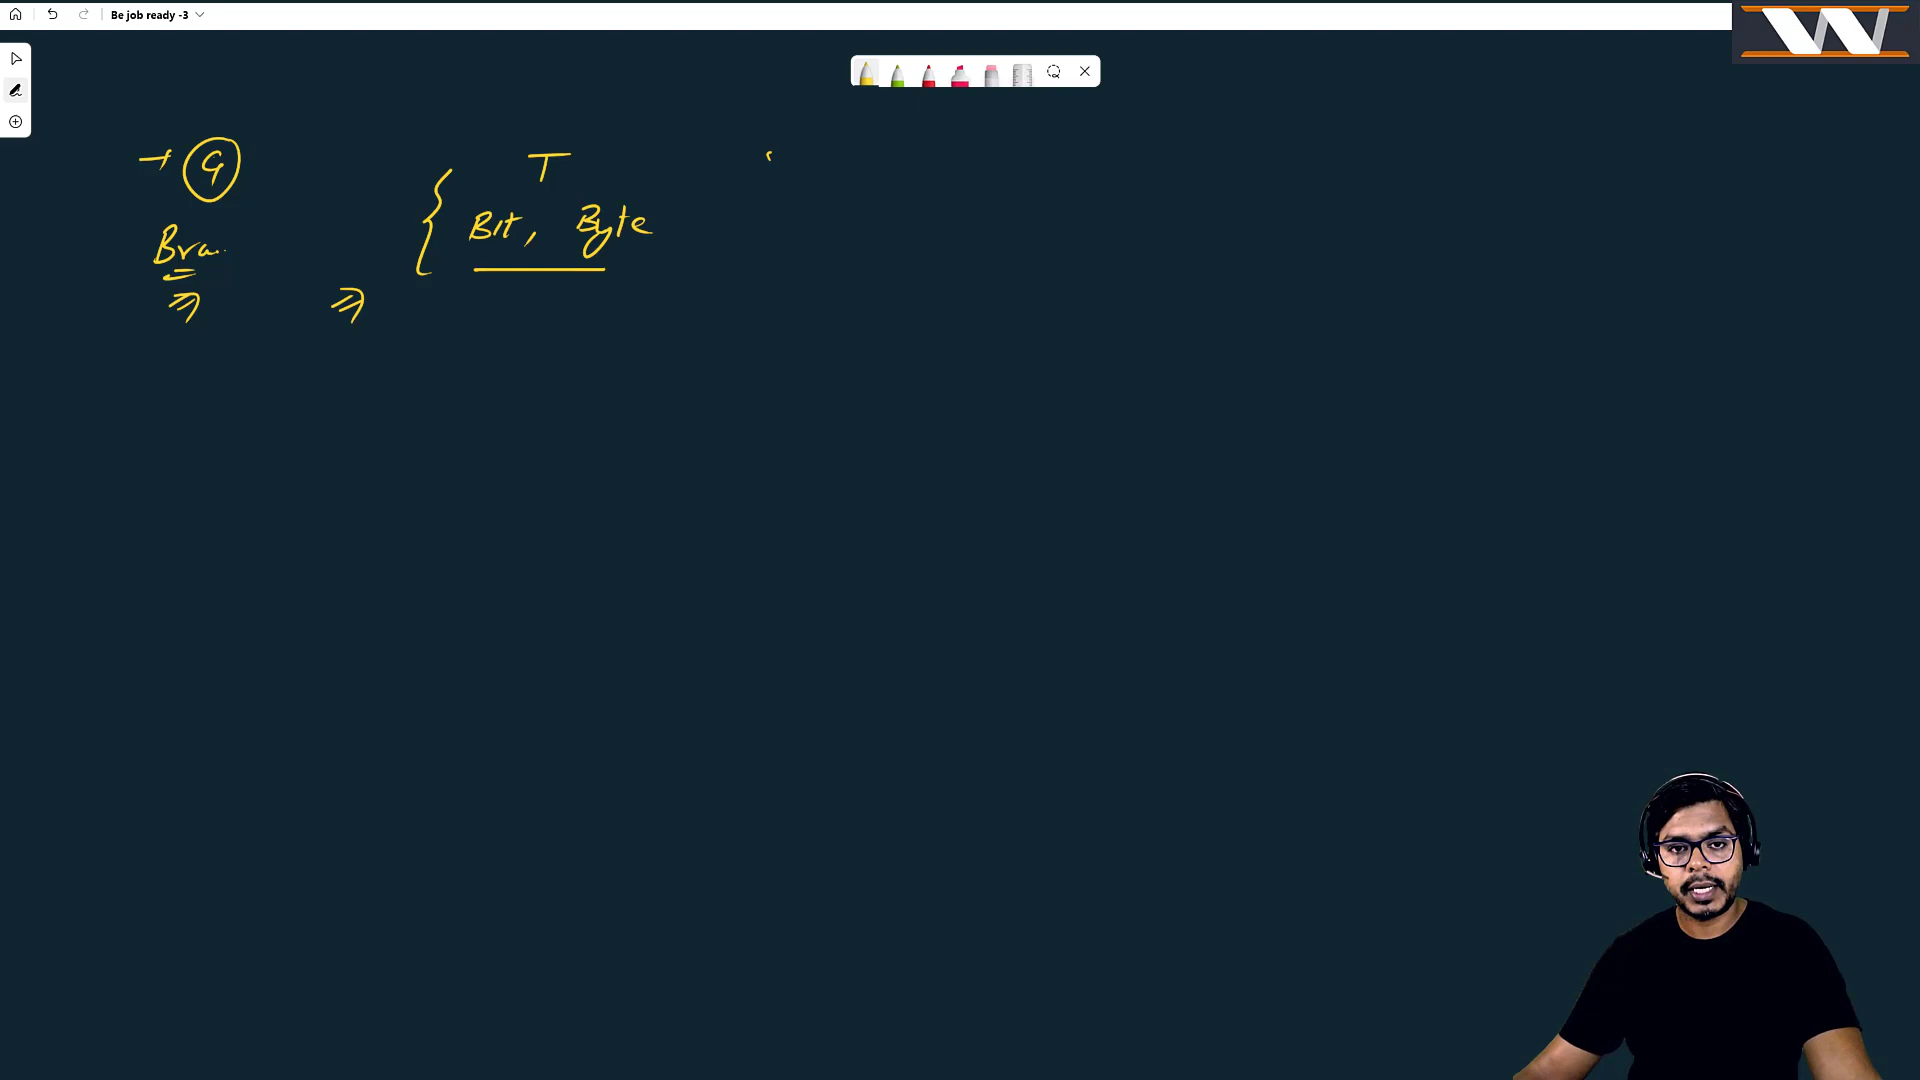 Be job ready -3
→ G
T
Bit, Byte
Bra..